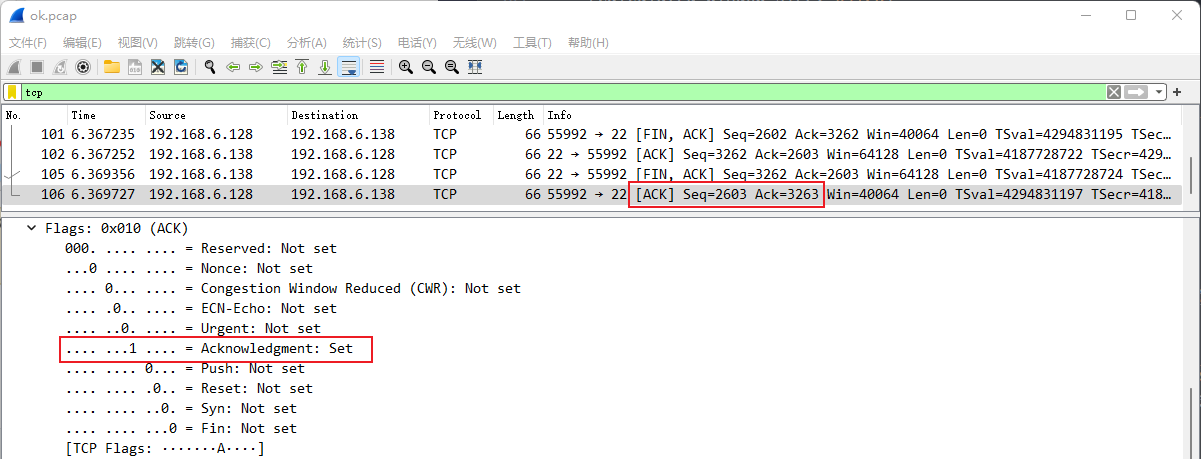 ok.pcap
文件(F) 编辑(E) 视图(V) 跳转(G) 捕获(C) 分析(A) 统计(S) 电话(Y) 无线(W) 工具(T) 帮助(H)
tcp
No. Time Source Destination Protocol Length Info
101 6.367235 192.168.6.128 192.168.6.138 TCP 66 55992 → 22 [FIN, ACK] Seq=2602 Ack=3262 Win=40064 Len=0 TSval=4294831195 TSec…
102 6.367252 192.168.6.138 192.168.6.128 TCP 66 22 → 55992 [ACK] Seq=3262 Ack=2603 Win=64128 Len=0 TSval=4187728722 TSecr=429…
105 6.369356 192.168.6.138 192.168.6.128 TCP 66 22 → 55992 [FIN, ACK] Seq=3262 Ack=2603 Win=64128 Len=0 TSval=4187728724 TSec…
106 6.369727 192.168.6.128 192.168.6.138 TCP 66 55992 → 22 [ACK] Seq=2603 Ack=3263 Win=40064 Len=0 TSval=4294831197 TSecr=418…
Flags: 0x010 (ACK)
000. .... .... = Reserved: Not set
...0 .... .... = Nonce: Not set
.... 0... .... = Congestion Window Reduced (CWR): Not set
.... .0.. .... = ECN-Echo: Not set
.... ..0. .... = Urgent: Not set
.... ...1 .... = Acknowledgment: Set
.... .... 0... = Push: Not set
.... .... .0.. = Reset: Not set
.... .... ..0. = Syn: Not set
.... .... ...0 = Fin: Not set
[TCP Flags: ·······A····]